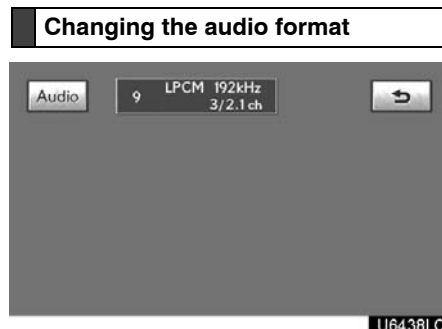 Changing the audio format
Audio
9
LPCM 192kHz
3/2.1 ch
U6438LC